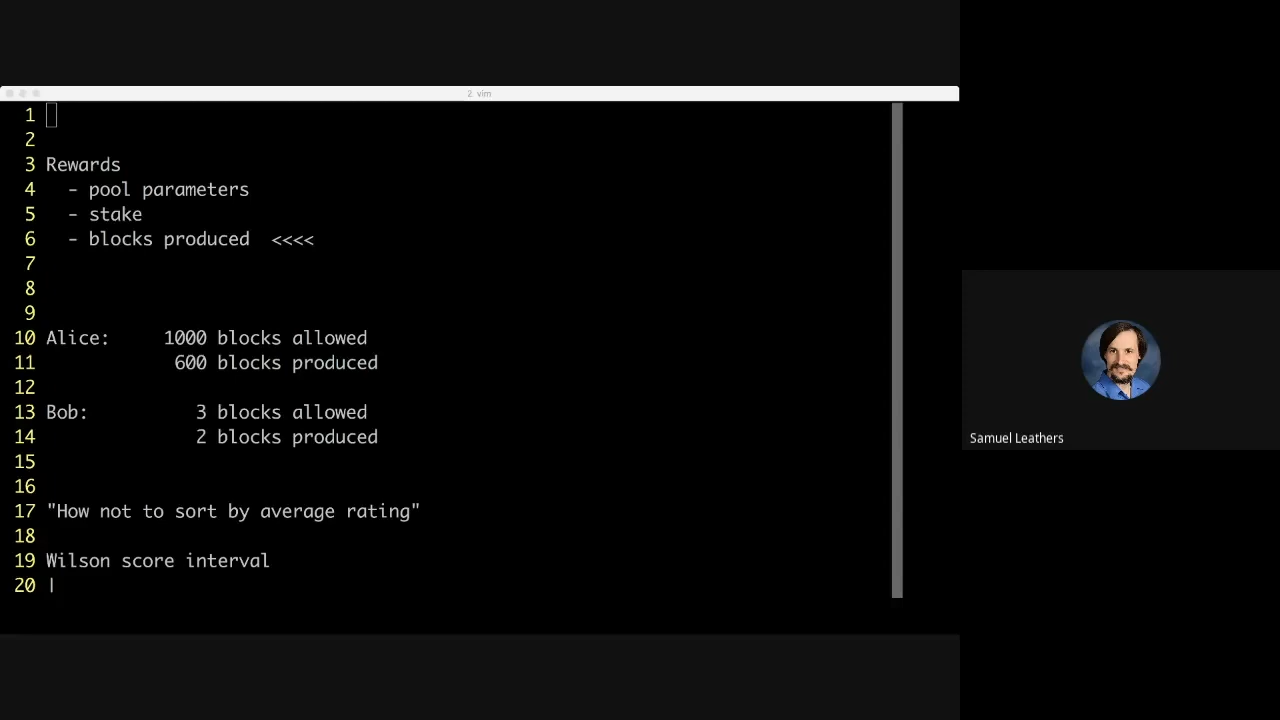 2. vim
1
2
3 Rewards
4 - pool parameters
5 - stake
6 - blocks produced <<<<
7
8
9
10 Alice: 1000 blocks allowed
11 600 blocks produced
12
13 Bob: 3 blocks allowed
14 2 blocks produced
15
16
17 "How not to sort by average rating"
18
19 Wilson score interval
20 |
Samuel Leathers